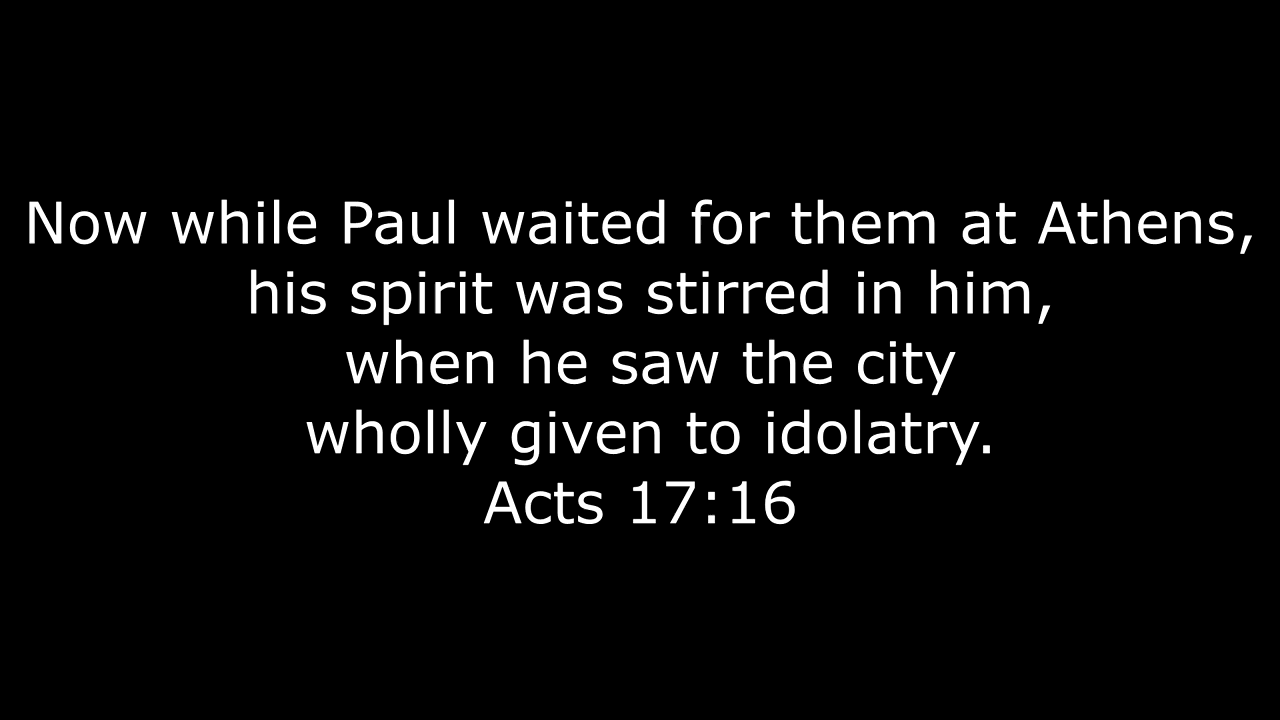 Now while Paul waited for them at Athens,
his spirit was stirred in him,
when he saw the city
wholly given to idolatry.
Acts 17:16